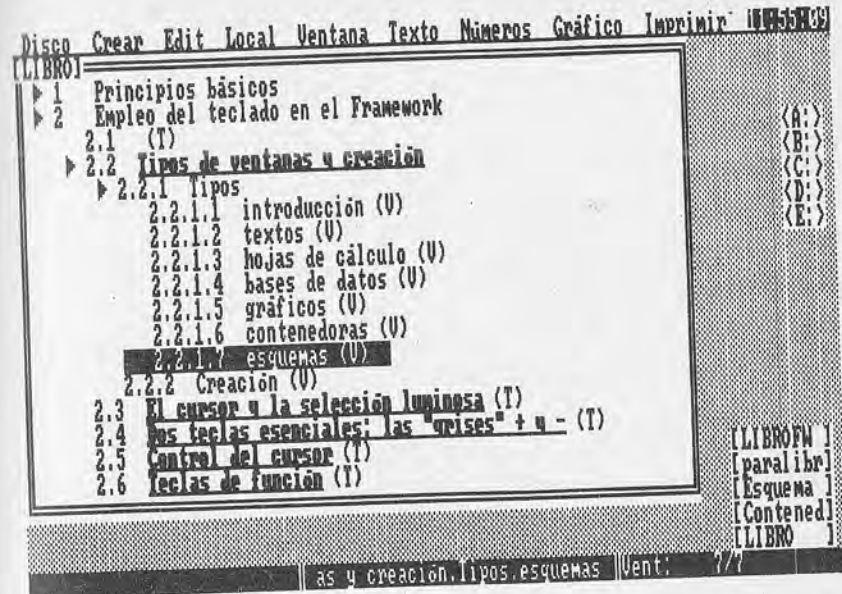 Disco Crear Edit Local Ventana Texto Números Gráfico Imprimir 11:55:09
[LIBRO]
1 Principios básicos
2 Empleo del teclado en el Framework
2.1 (T)
2.2 Tipos de ventanas y creación
2.2.1 Tipos
2.2.1.1 introducción (V)
2.2.1.2 textos (V)
2.2.1.3 hojas de cálculo (V)
2.2.1.4 bases de datos (V)
2.2.1.5 gráficos (V)
2.2.1.6 contenedoras (V)
2.2.1.7 esquemas (V)
2.2.2 Creación (V)
2.3 El cursor y la selección luminosa (T)
2.4 Dos teclas esenciales: las "grises" + y - (T)
2.5 Control del cursor (T)
2.6 Teclas de función (T)
<A:>
<B:>
<C:>
<D:>
<E:>
[LIBROFW ]
[paralibr]
[Esquema ]
[Contened]
[LIBRO ]
as y creación.Tipos.esquemas Vent: 7/7